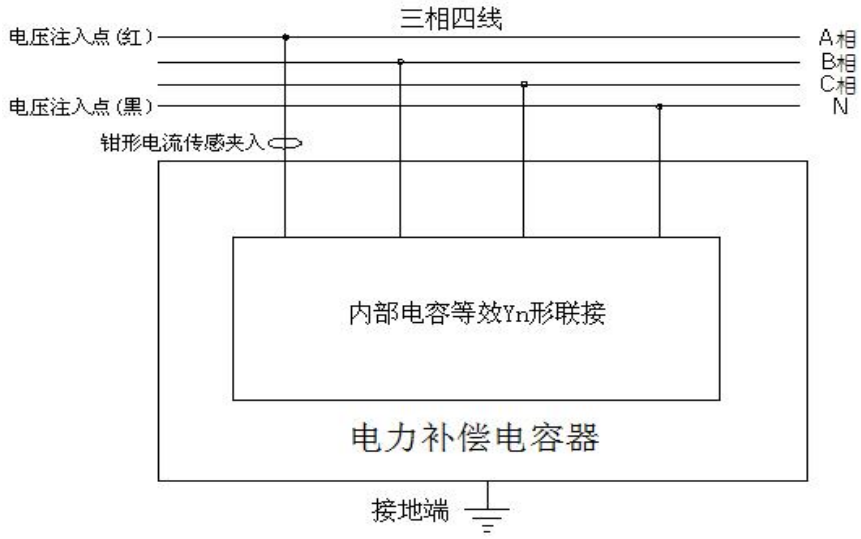 三相四线
电压注入点(红)
A相
B相
C相
电压注入点(黑)
N
钳形电流传感夹入
内部电容等效Yn形联接
电力补偿电容器
接地端